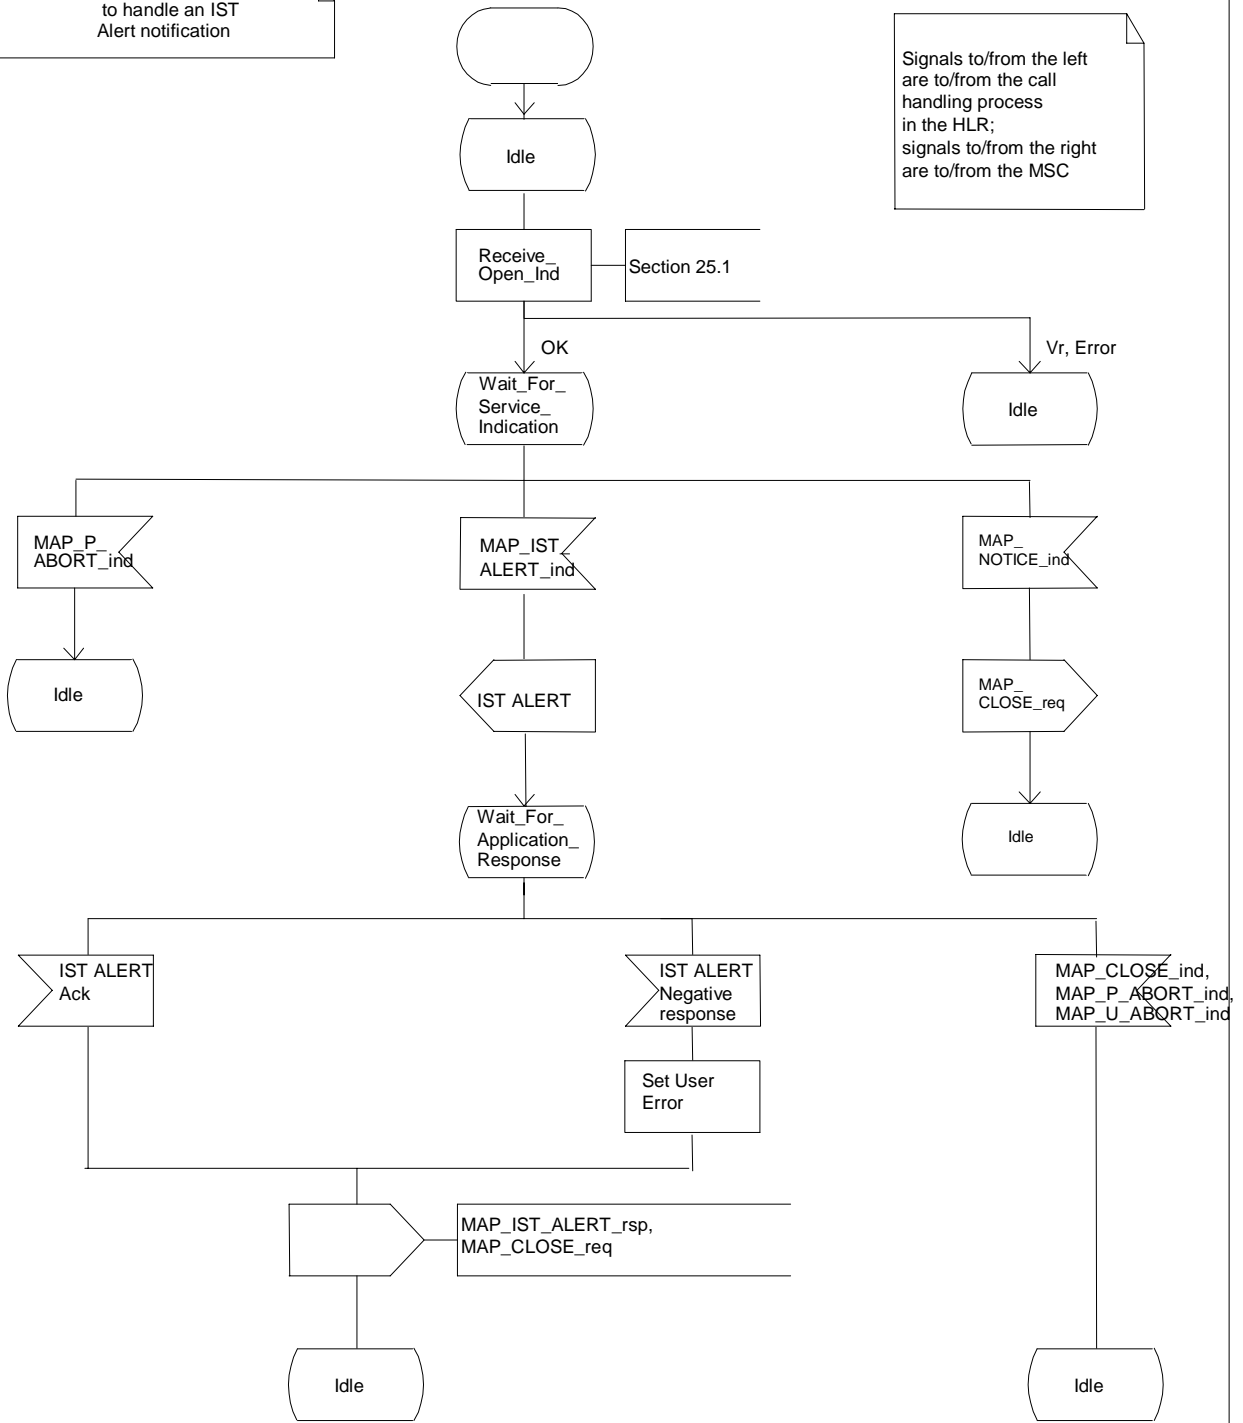 to handle an IST
Alert notification
Signals to/from the left
are to/from the call
handling process
in the HLR;
signals to/from the right
are to/from the MSC
Idle
Receive_
Open_Ind
Section 25.1
OK
Vr, Error
Wait_For_
Service_
Indication
Idle
MAP_P_
ABORT_ind
MAP_IST_
ALERT_ind
MAP_
NOTICE_ind
Idle
IST ALERT
MAP_
CLOSE_req
Wait_For_
Application_
Response
Idle
IST ALERT
Ack
IST ALERT
Negative
response
MAP_CLOSE_ind,
MAP_P_ABORT_ind,
MAP_U_ABORT_ind
Set User
Error
MAP_IST_ALERT_rsp,
MAP_CLOSE_req
Idle
Idle